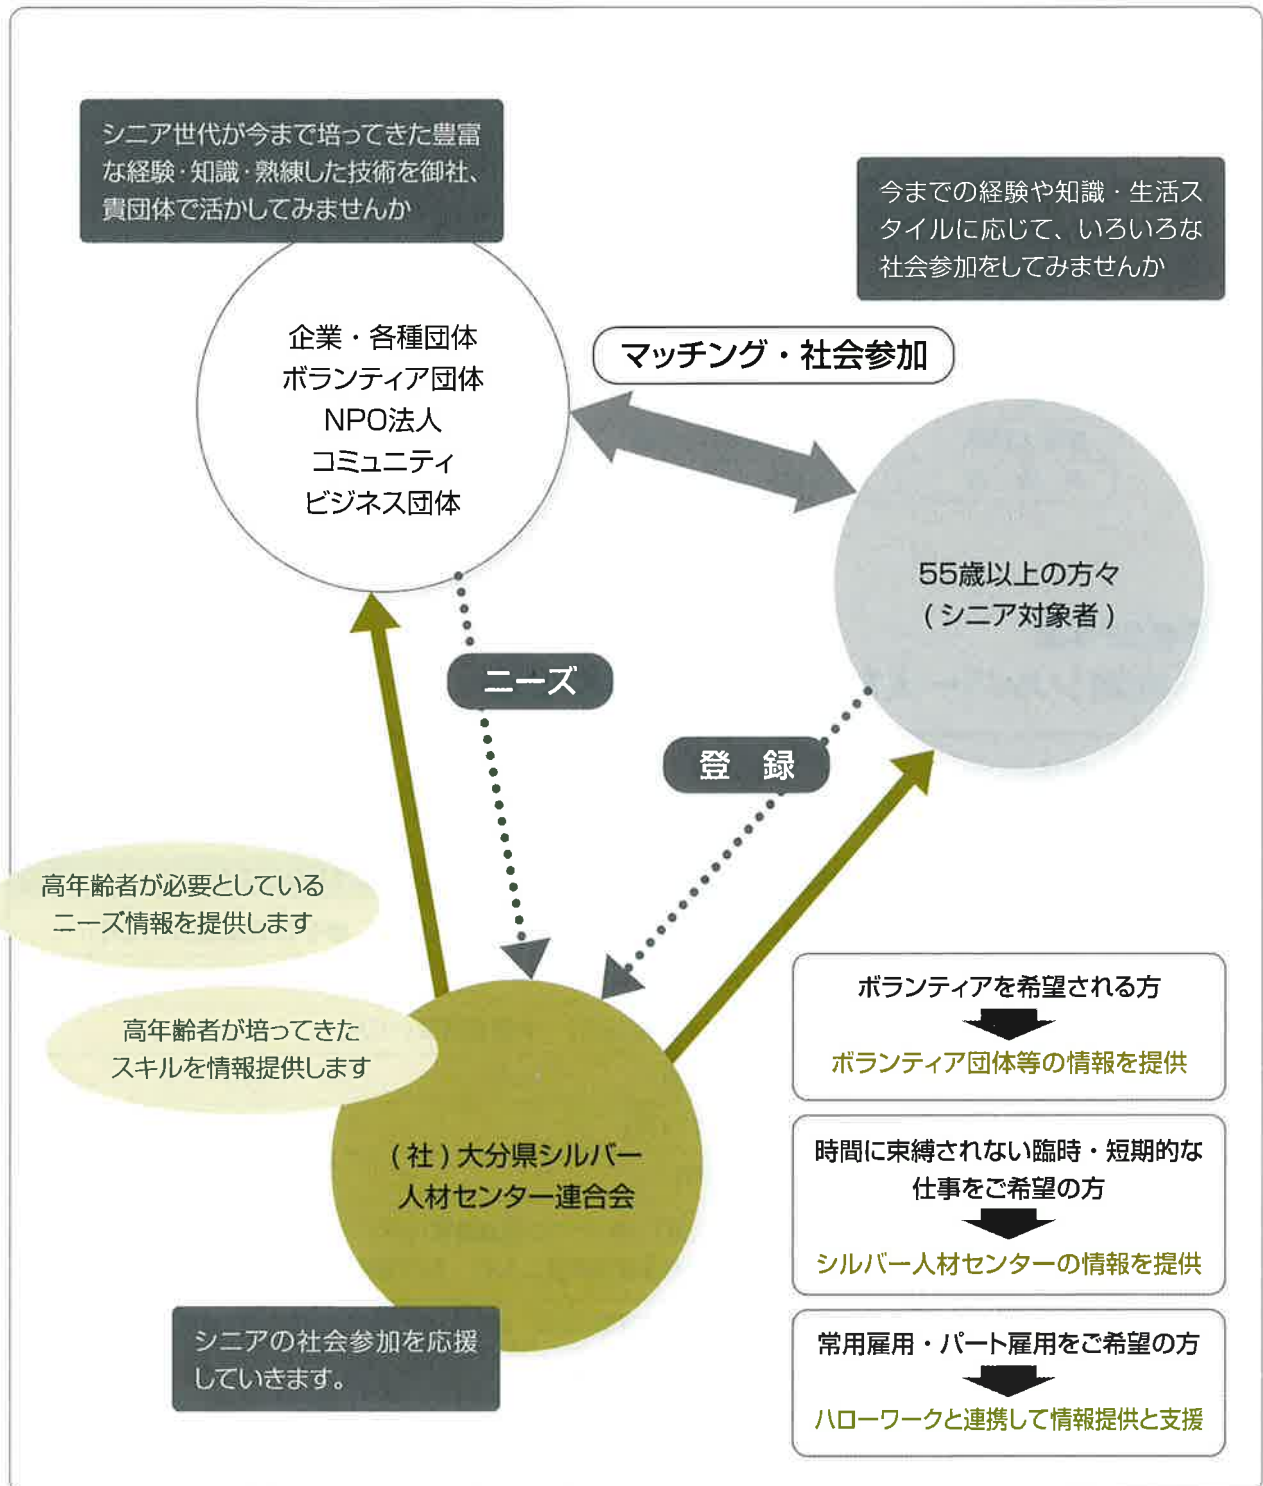 シニア世代が今まで培ってきた豊富
な経験・知識・熟練した技術を御社、
貴団体で活かしてみませんか
今までの経験や知識・生活ス
タイルに応じて、いろいろな
社会参加をしてみませんか
企業・各種団体
ボランティア団体
NPO法人
コミュニティ
ビジネス団体
マッチング・社会参加
55歳以上の方々
(シニア対象者)
ニーズ
登 録
高年齢者が必要としている
ニーズ情報を提供します
高年齢者が培ってきた
スキルを情報提供します
(社)大分県シルバー
人材センター連合会
シニアの社会参加を応援
していきます。
ボランティアを希望される方
ボランティア団体等の情報を提供
時間に束縛されない臨時・短期的な
仕事をご希望の方
シルバー人材センターの情報を提供
常用雇用・パート雇用をご希望の方
ハローワークと連携して情報提供と支援